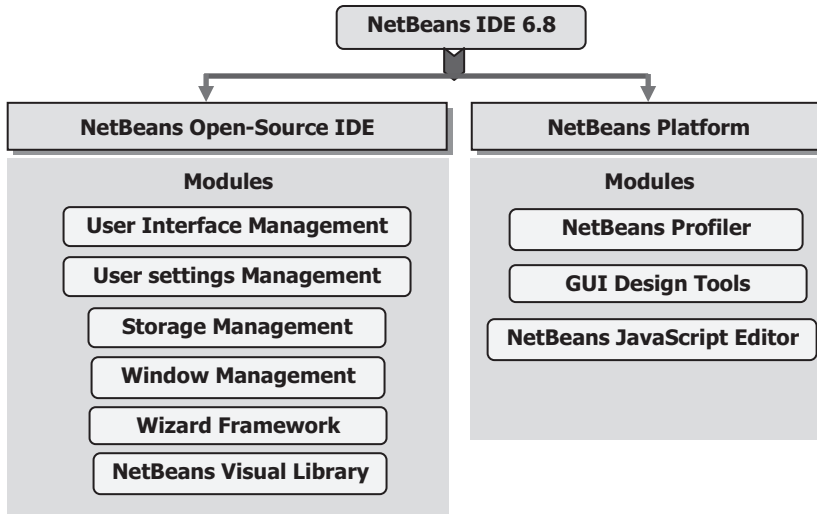 NetBeans IDE 6.8
NetBeans Open-Source IDE
Modules
User Interface Management
User settings Management
Storage Management
Window Management
Wizard Framework
NetBeans Visual Library
NetBeans Platform
Modules
NetBeans Profiler
GUI Design Tools
NetBeans JavaScript Editor